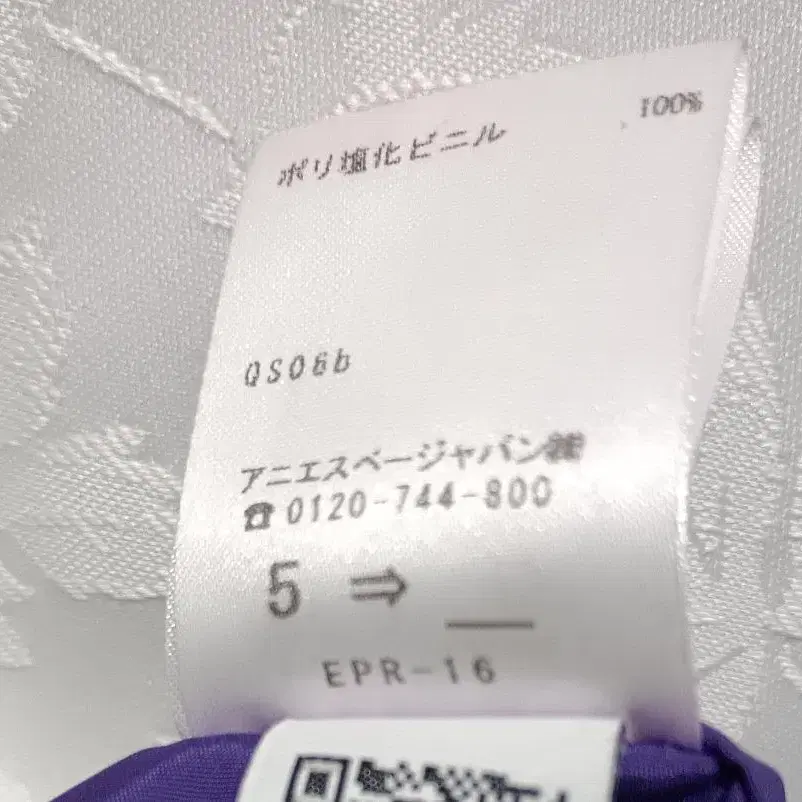 ポリ塩化ビニル 100%
QS06b
アニエスベージャパン㈱
☎0120-744-800
5 ⇒ __
EPR-16